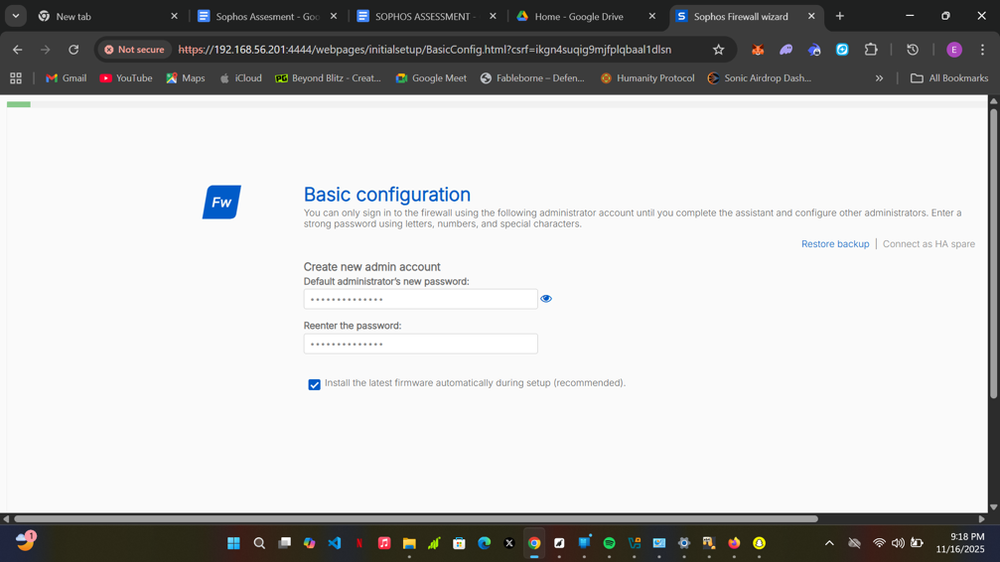 New tab
Sophos Assesment - Goo
SOPHOS ASSESSMENT -
Home - Google Drive
Sophos Firewall wizard
Not secure
https://192.168.56.201:4444/webpages/initialsetup/BasicConfig.html?csrf=ikgn4suqig9mjfplqbaal1dlsn
E
Gmail
YouTube
Maps
iCloud
Beyond Blitz - Creat...
Google Meet
Fableborne – Defen...
Humanity Protocol
Sonic Airdrop Dash...
All Bookmarks
Fw
Basic configuration
You can only sign in to the firewall using the following administrator account until you complete the assistant and configure other administrators. Enter a
strong password using letters, numbers, and special characters.
Restore backup | Connect as HA spare
Create new admin account
Default administrator's new password:
Reenter the password:
Install the latest firmware automatically during setup (recommended).
1
9:18 PM
11/16/2025